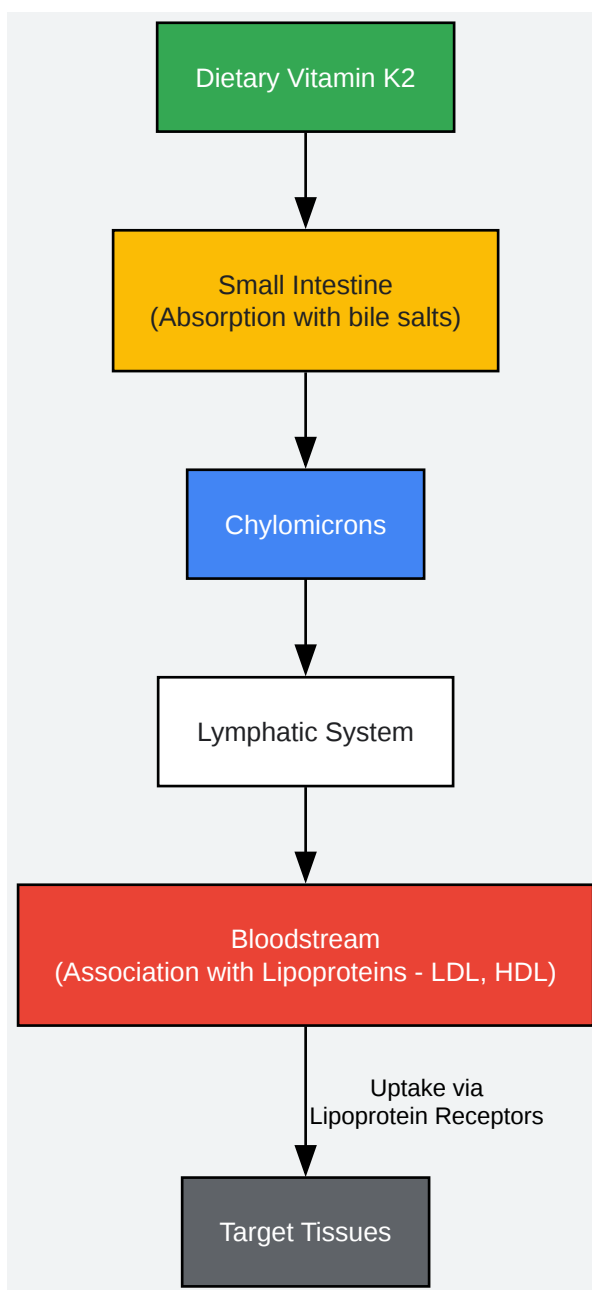 Dietary Vitamin K2
Small Intestine
(Absorption with bile salts)
Chylomicrons
Lymphatic System
Bloodstream
(Association with Lipoproteins - LDL, HDL)
Uptake via
Lipoprotein Receptors
Target Tissues